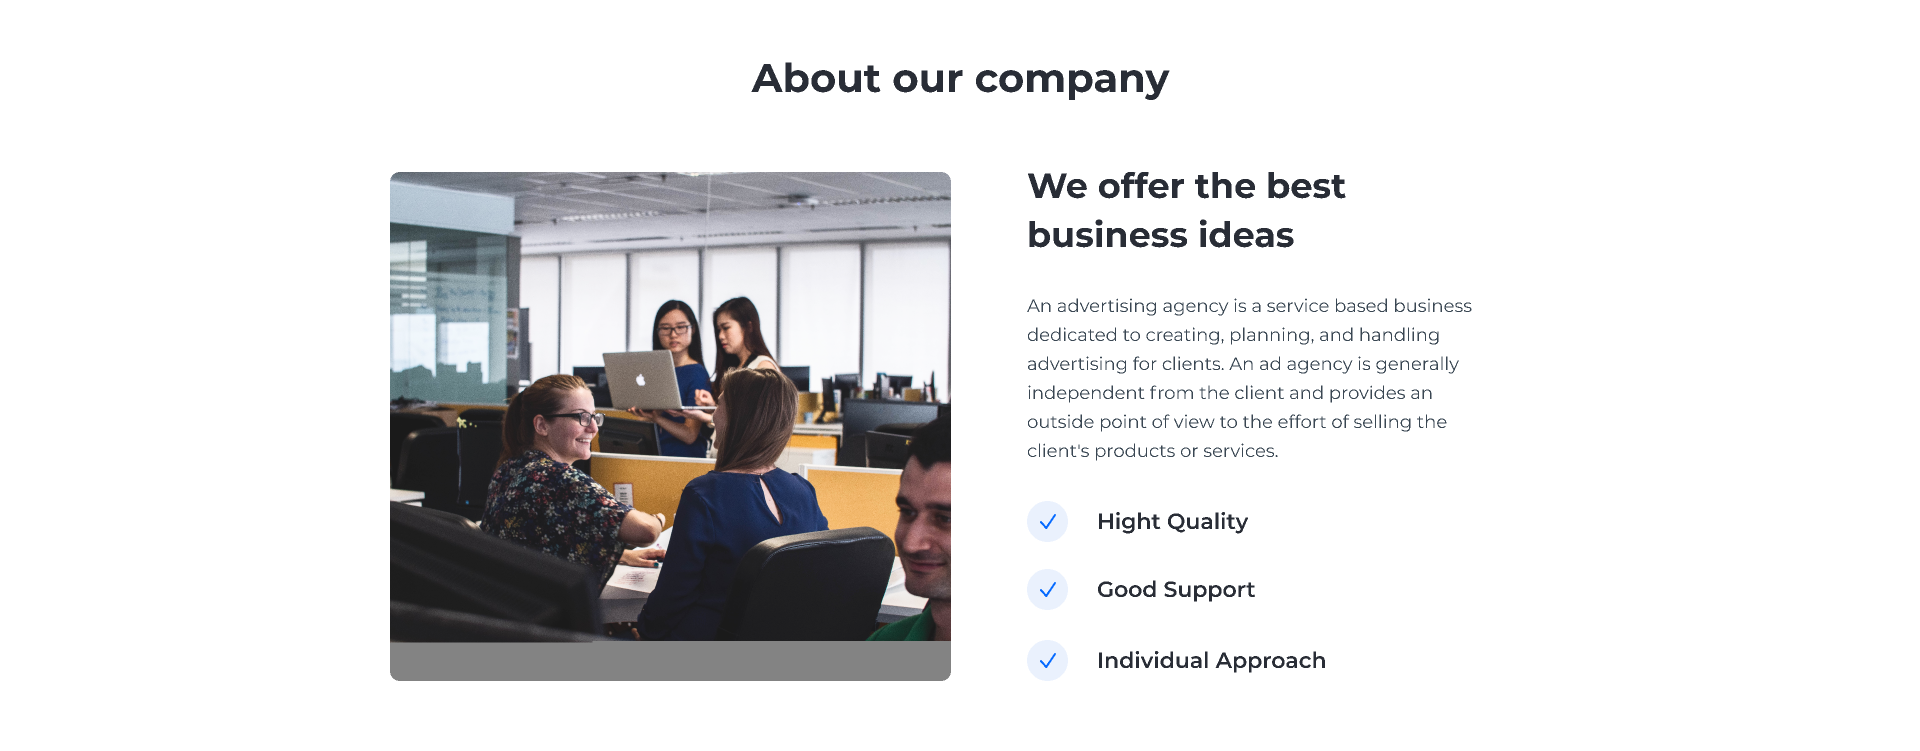 About our company
We offer the best
business ideas
An advertising agency is a service based business
dedicated to creating, planning, and handling
advertising for clients. An ad agency is generally
independent from the client and provides an
outside point of view to the effort of selling the
client's products or services.
Hight Quality
Good Support
Individual Approach